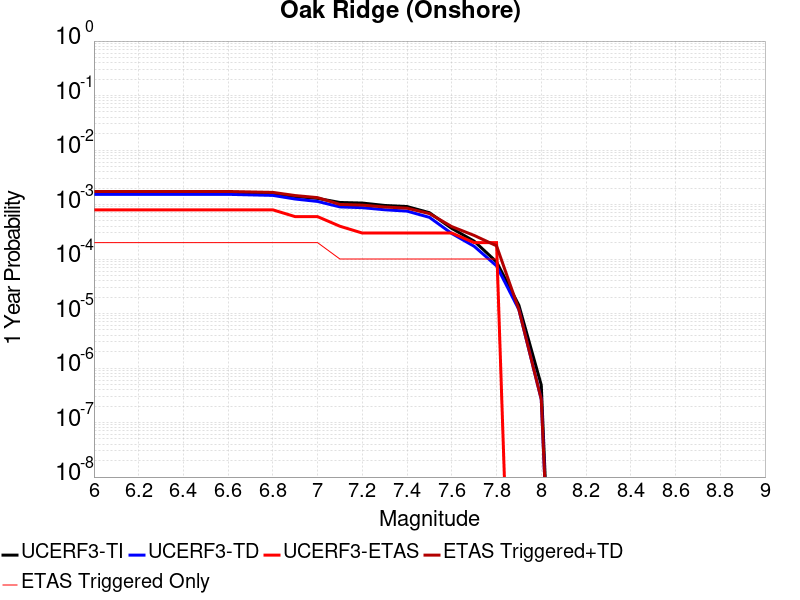 Oak Ridge (Onshore)
10^0
10^-1
10^-2
10^-3
10^-4
10^-5
10^-6
10^-7
10^-8
1 Year Probability
6 6.2 6.4 6.6 6.8 7 7.2 7.4 7.6 7.8 8 8.2 8.4 8.6 8.8 9
Magnitude
UCERF3-TI UCERF3-TD UCERF3-ETAS ETAS Triggered+TD
ETAS Triggered Only